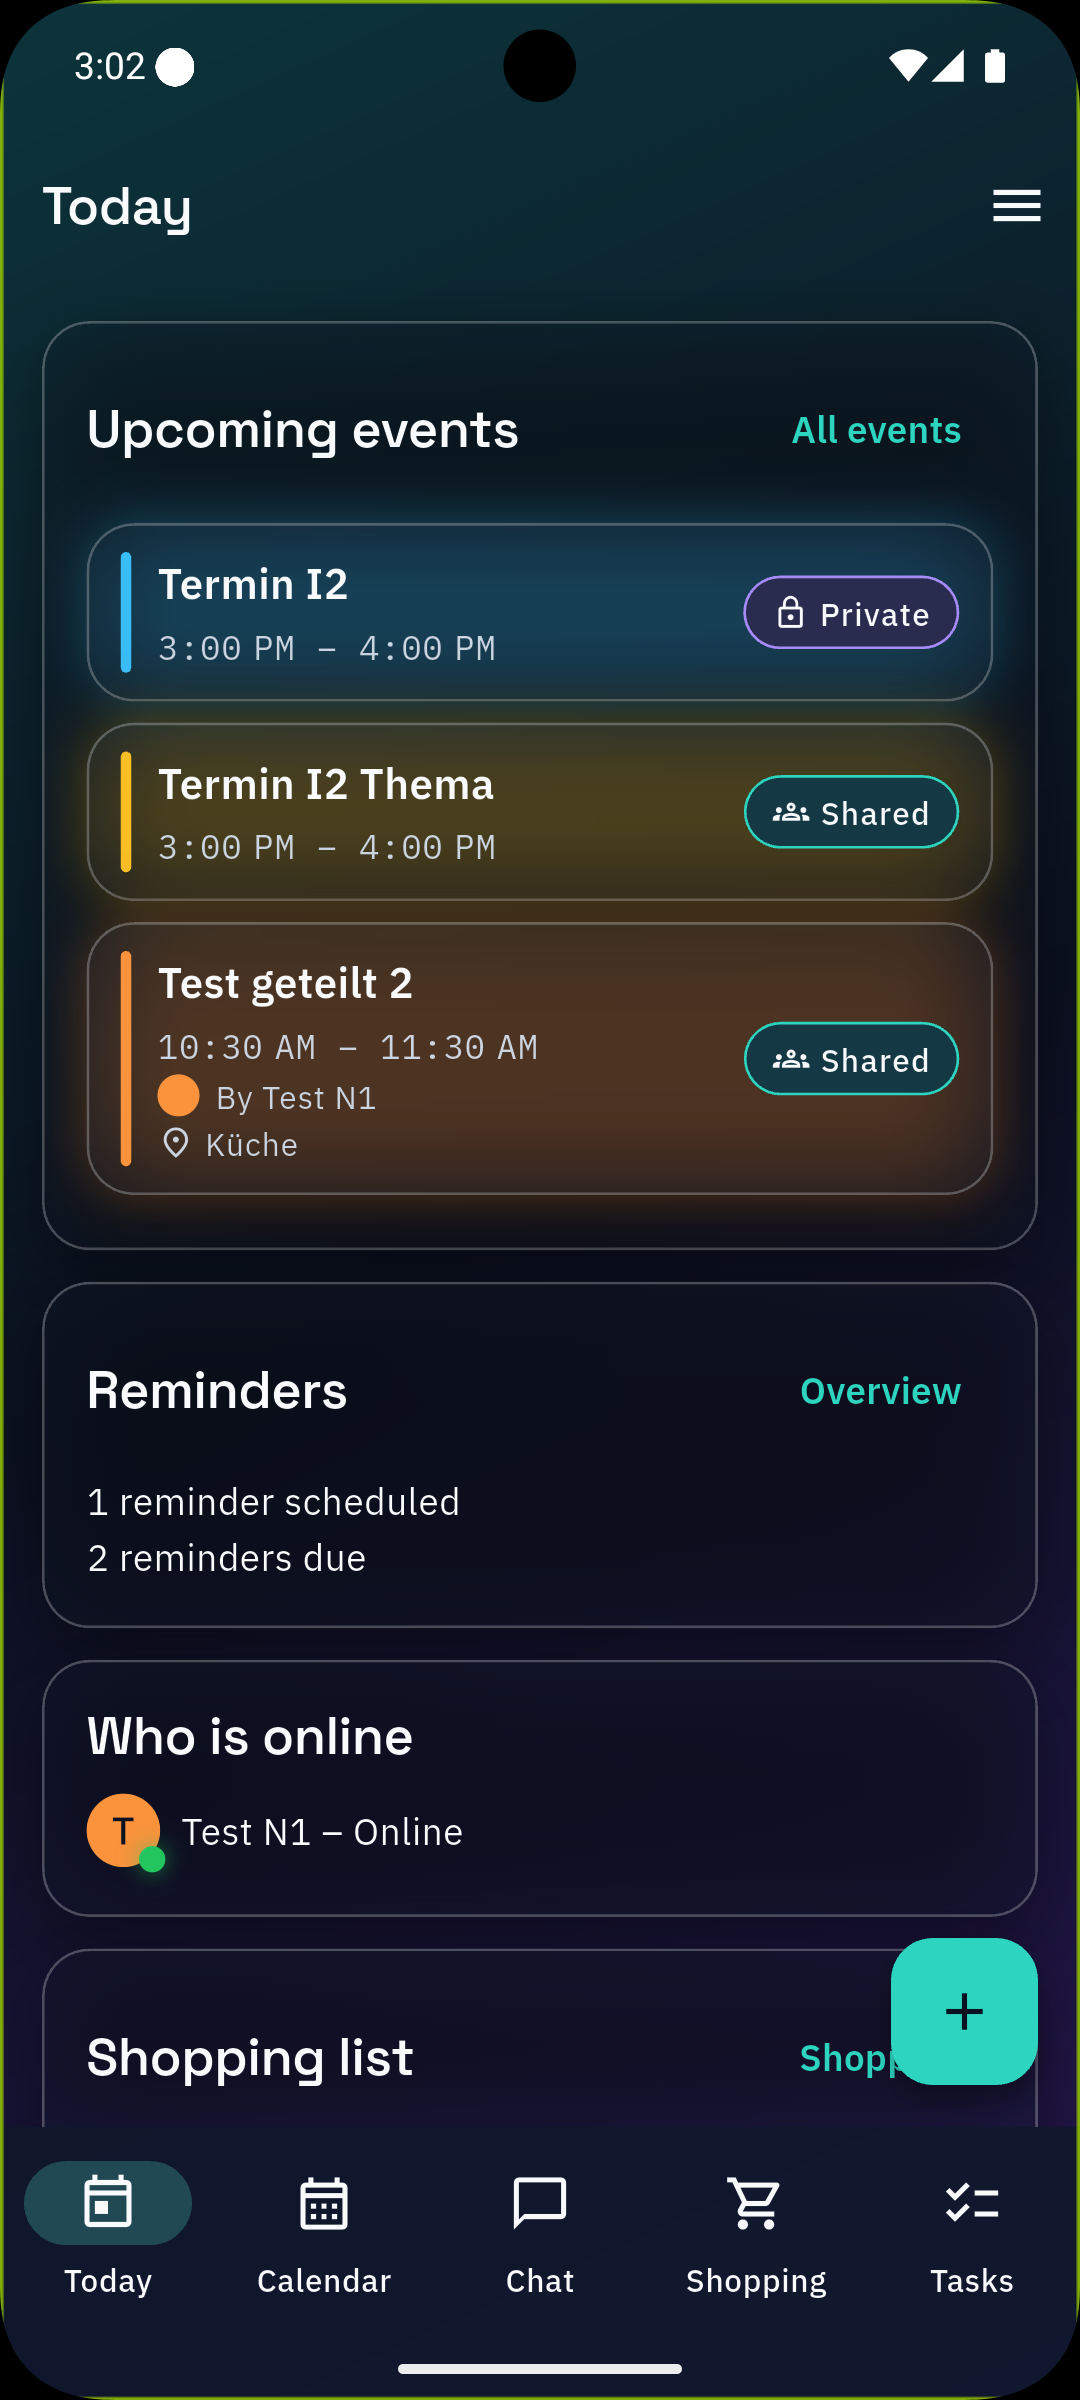 3:02
Today
Upcoming events
All events
Termin I2
3:00 PM – 4:00 PM
Private
Termin I2 Thema
3:00 PM – 4:00 PM
Shared
Test geteilt 2
10:30 AM – 11:30 AM
By Test N1
Küche
Shared
Reminders
Overview
1 reminder scheduled
2 reminders due
Who is online
T
Test N1 – Online
Shopping list
Today
Calendar
Chat
Shopping
Tasks